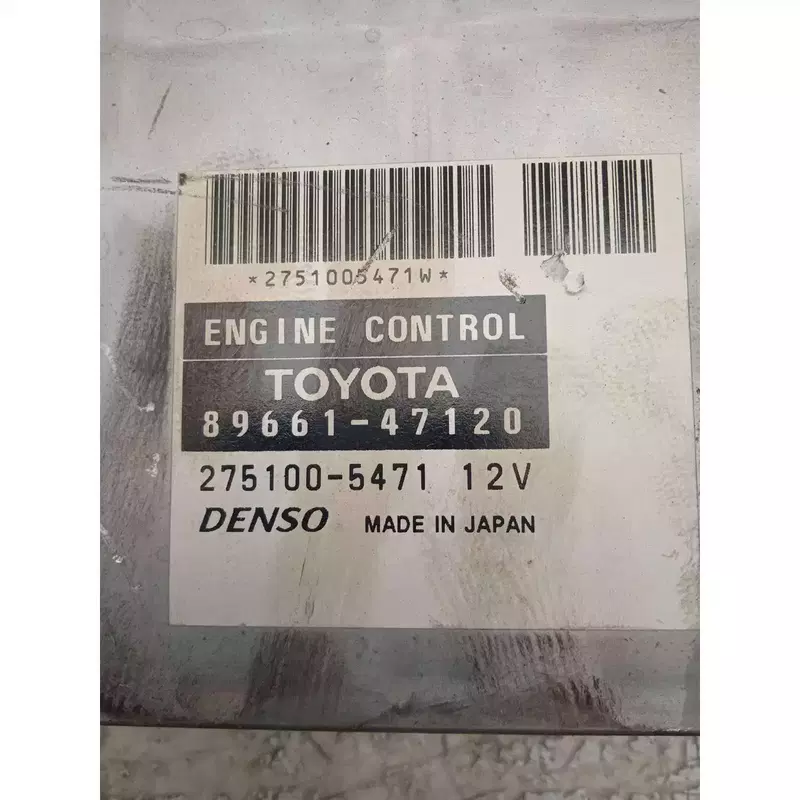 *2751005471W*
ENGINE CONTROL
TOYOTA
89661-47120
275100-5471 12V
DENSO MADE IN JAPAN